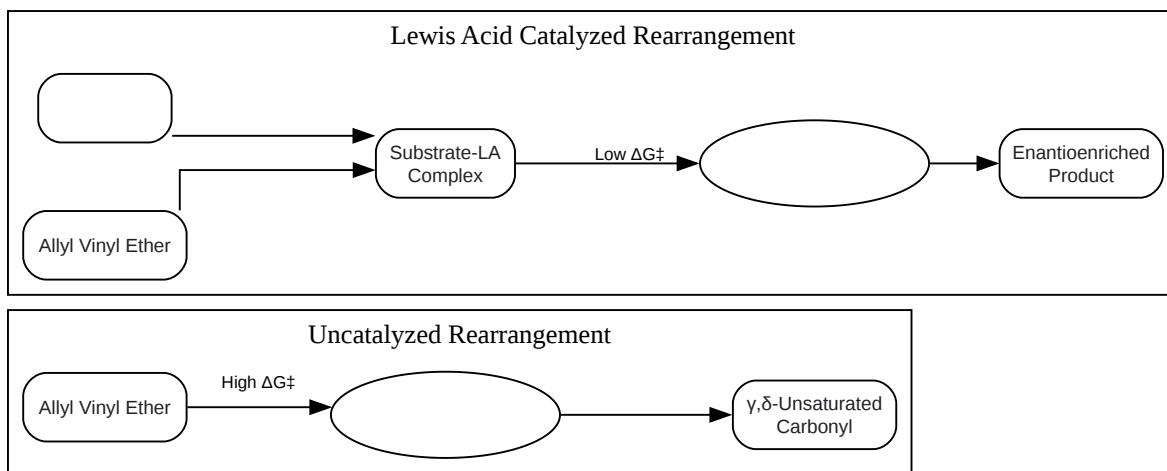 Lewis Acid Catalyzed Rearrangement
Substrate-LA
Complex
Low ΔG‡
Enantioenriched
Product
Allyl Vinyl Ether
Uncatalyzed Rearrangement
Allyl Vinyl Ether
High ΔG‡
γ,δ-Unsaturated
Carbonyl